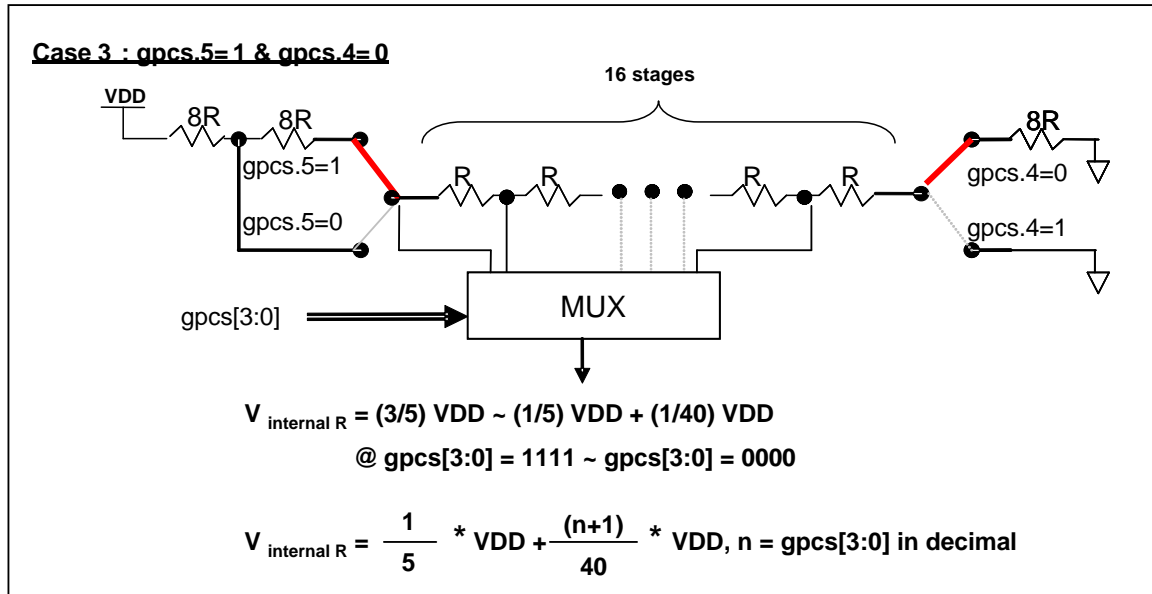 Case 3 : gpcs.5=1 & gpcs.4=0
16 stages
VDD
8R
8R
8R
gpcs.5=1
R
R
R
R
gpcs.4=0
gpcs.5=0
gpcs.4=1
MUX
gpcs[3:0]
V internal R = (3/5) VDD ~ (1/5) VDD + (1/40) VDD
@ gpcs[3:0] = 1111 ~ gpcs[3:0] = 0000
V internal R = 1/5 * VDD + (n+1)/40 * VDD, n = gpcs[3:0] in decimal